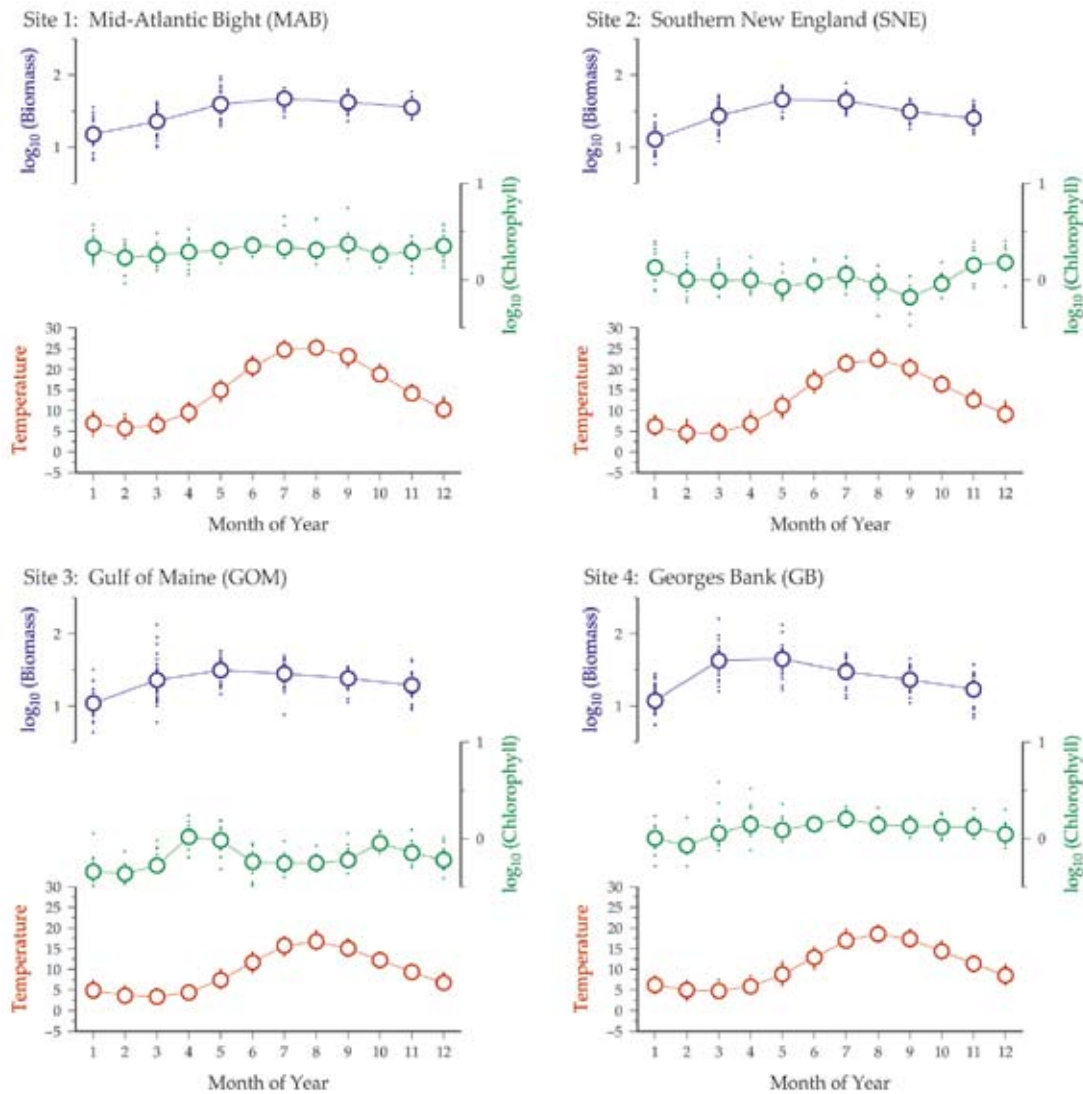 Site 1: Mid-Atlantic Bight (MAB)
log10 (Biomass)
2
1
log10 (Chlorophyll)
1
0
Temperature
30
25
20
15
10
5
0
−5
1 2 3 4 5 6 7 8 9 10 11 12
Month of Year
Site 2: Southern New England (SNE)
log10 (Biomass)
2
1
log10 (Chlorophyll)
1
0
Temperature
30
25
20
15
10
5
0
−5
1 2 3 4 5 6 7 8 9 10 11 12
Month of Year
Site 3: Gulf of Maine (GOM)
log10 (Biomass)
2
1
log10 (Chlorophyll)
1
0
Temperature
30
25
20
15
10
5
0
−5
1 2 3 4 5 6 7 8 9 10 11 12
Month of Year
Site 4: Georges Bank (GB)
log10 (Biomass)
2
1
log10 (Chlorophyll)
1
0
Temperature
30
25
20
15
10
5
0
−5
1 2 3 4 5 6 7 8 9 10 11 12
Month of Year